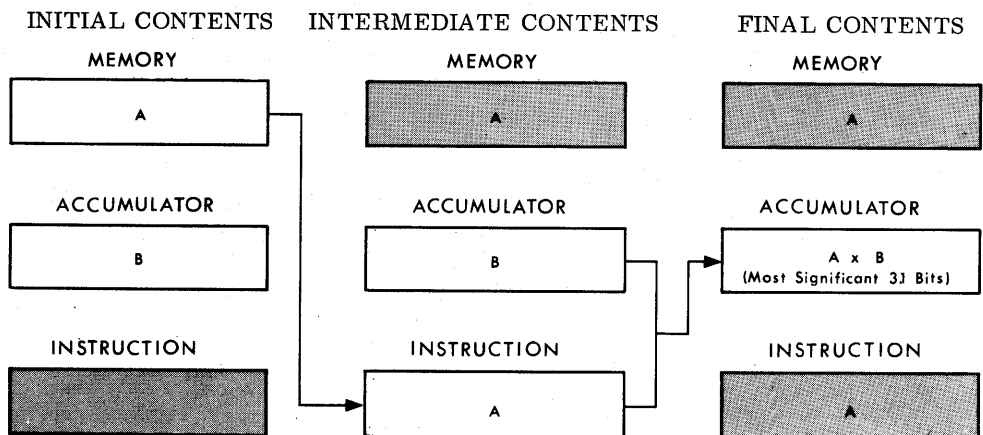 INITIAL CONTENTS INTERMEDIATE CONTENTS FINAL CONTENTS
MEMORY MEMORY MEMORY
A A A
ACCUMULATOR ACCUMULATOR ACCUMULATOR
B B A x B
(Most Significant 31 Bits)
INSTRUCTION INSTRUCTION INSTRUCTION
A A